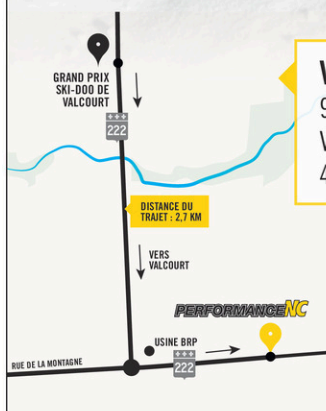 GRAND PRIX
SKI-DOO DE
VALCOURT
222
DISTANCE DU
TRAJET : 2,7 KM
VERS
VALCOURT
PERFORMANCENC
USINE BRP
RUE DE LA MONTAGNE
222